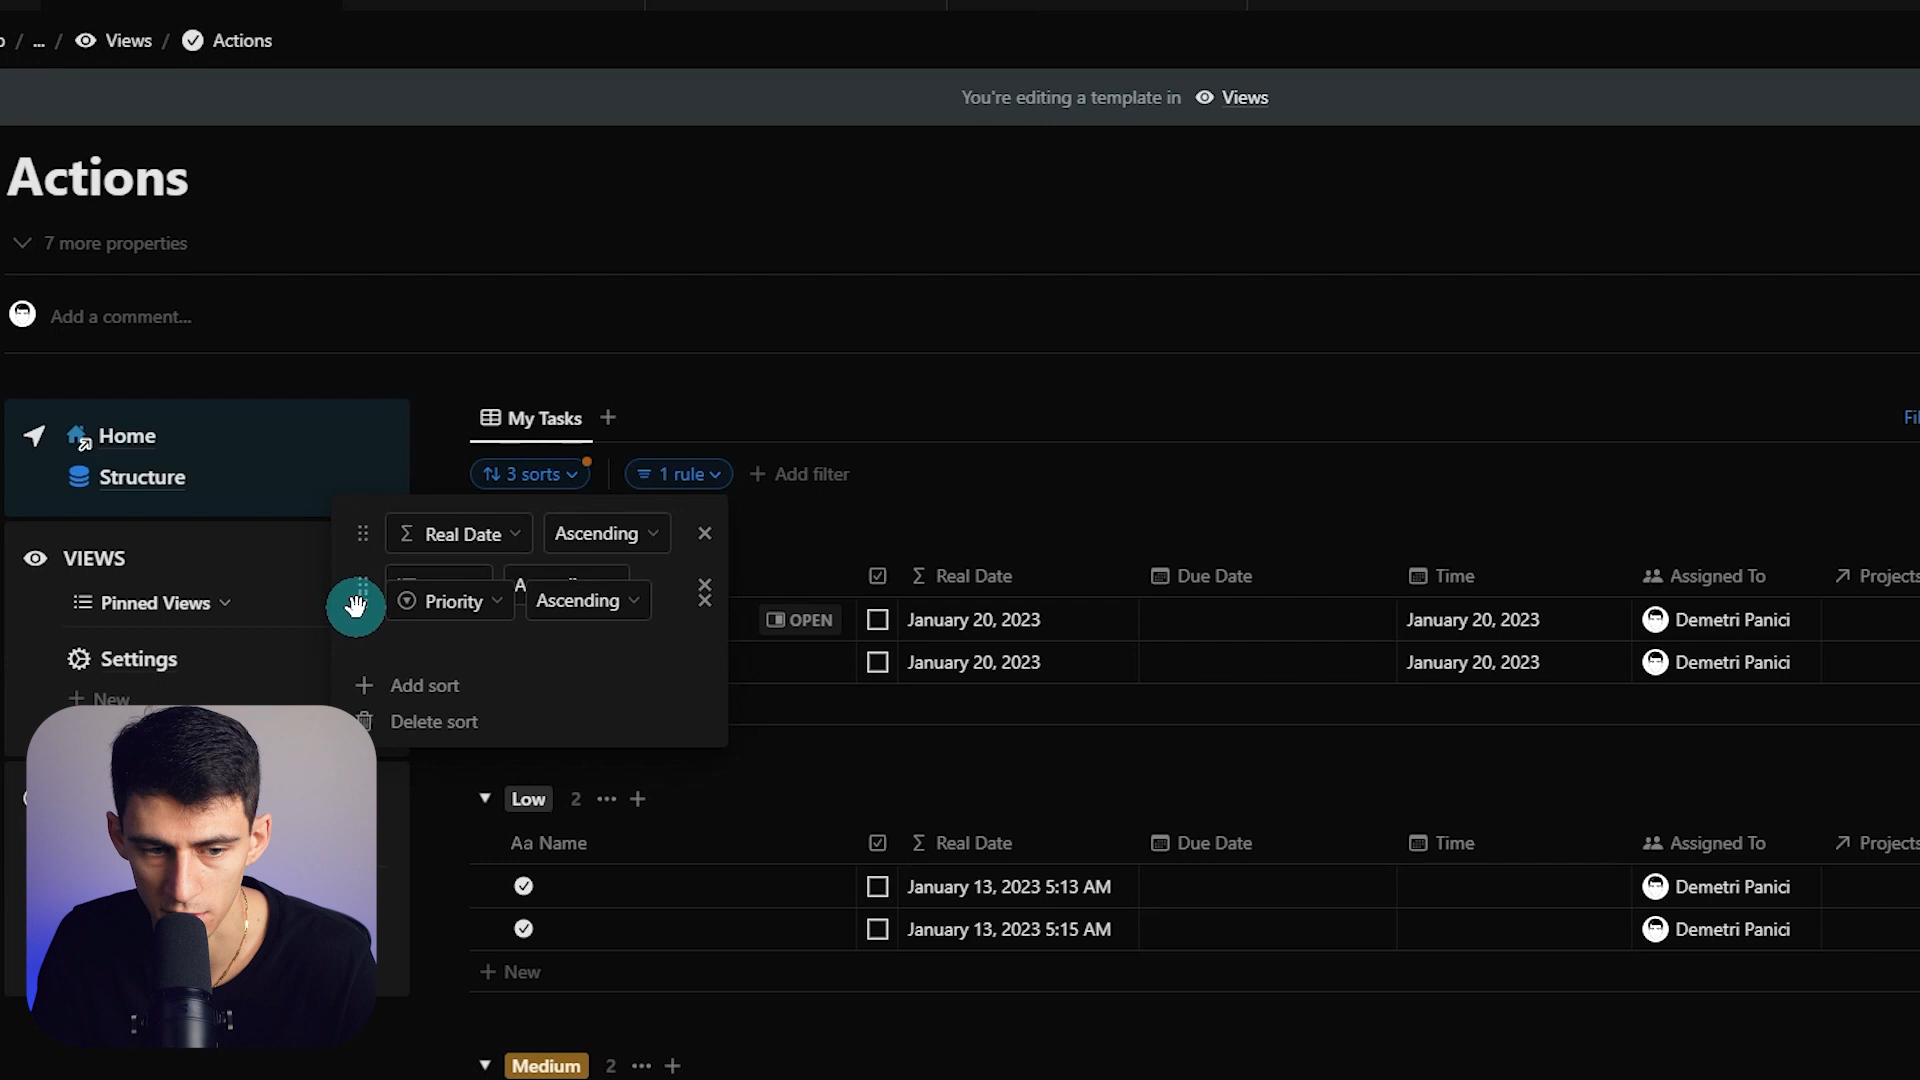 / ... / Views / Actions
You're editing a template in Views
Actions
7 more properties
Add a comment...
Home
Structure
VIEWS
Pinned Views
Settings
+ New
My Tasks +
3 sorts
1 rule
+ Add filter
Real Date Ascending
Priority Ascending
+ Add sort
Delete sort
Real Date Due Date Time Assigned To Projects
OPEN January 20, 2023 January 20, 2023 Demetri Panici
January 20, 2023 January 20, 2023 Demetri Panici
Low 2 ... +
Aa Name Real Date Due Date Time Assigned To Projects
January 13, 2023 5:13 AM Demetri Panici
January 13, 2023 5:15 AM Demetri Panici
+ New
Medium 2 ... +